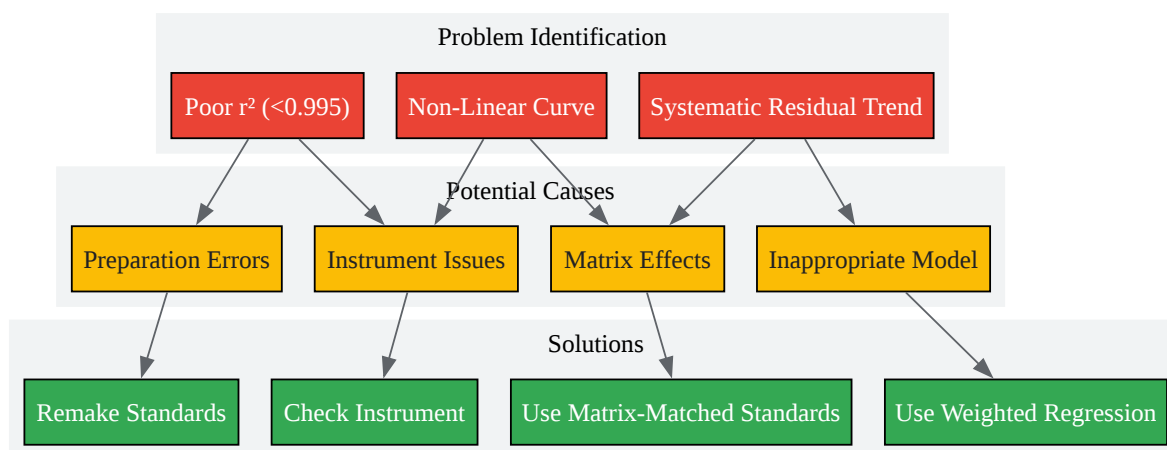 Problem Identification
Poor r² (<0.995)
Non-Linear Curve
Systematic Residual Trend
Potential Causes
Preparation Errors
Instrument Issues
Matrix Effects
Inappropriate Model
Solutions
Remake Standards
Check Instrument
Use Matrix-Matched Standards
Use Weighted Regression